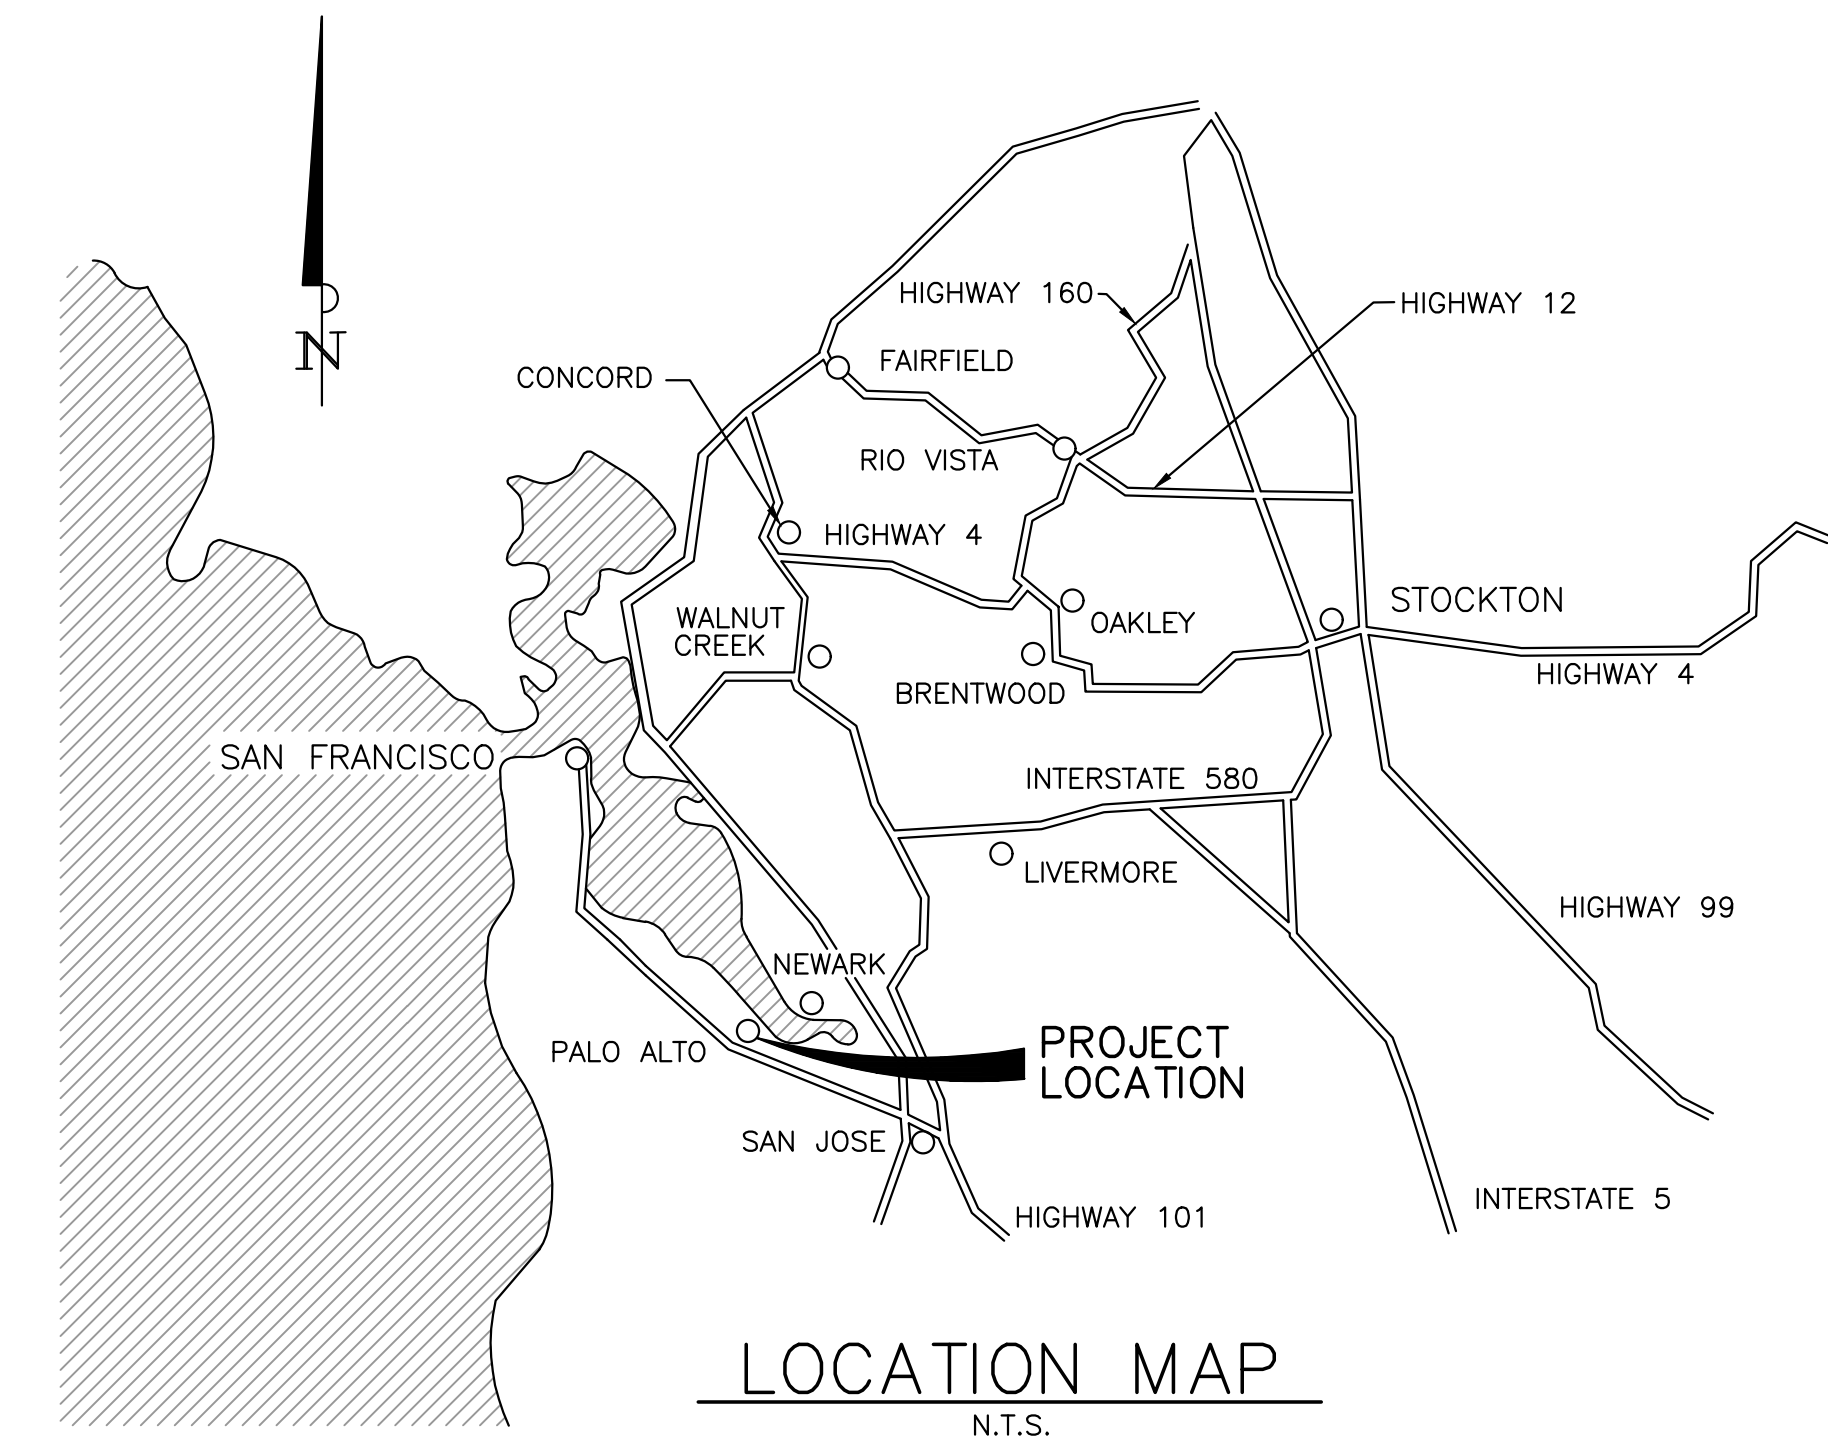 HIGHWAY 160
HIGHWAY 12
N
FAIRFIELD
CONCORD
RIO VISTA
HIGHWAY 4
STOCKTON
WALNUT
CREEK
OAKLEY
HIGHWAY 4
BRENTWOOD
SAN FRANCISCO
INTERSTATE 580
LIVERMORE
HIGHWAY 99
NEWARK
PROJECT
LOCATION
PALO ALTO
SAN JOSE
INTERSTATE 5
HIGHWAY 101
LOCATION MAP
N.T.S.